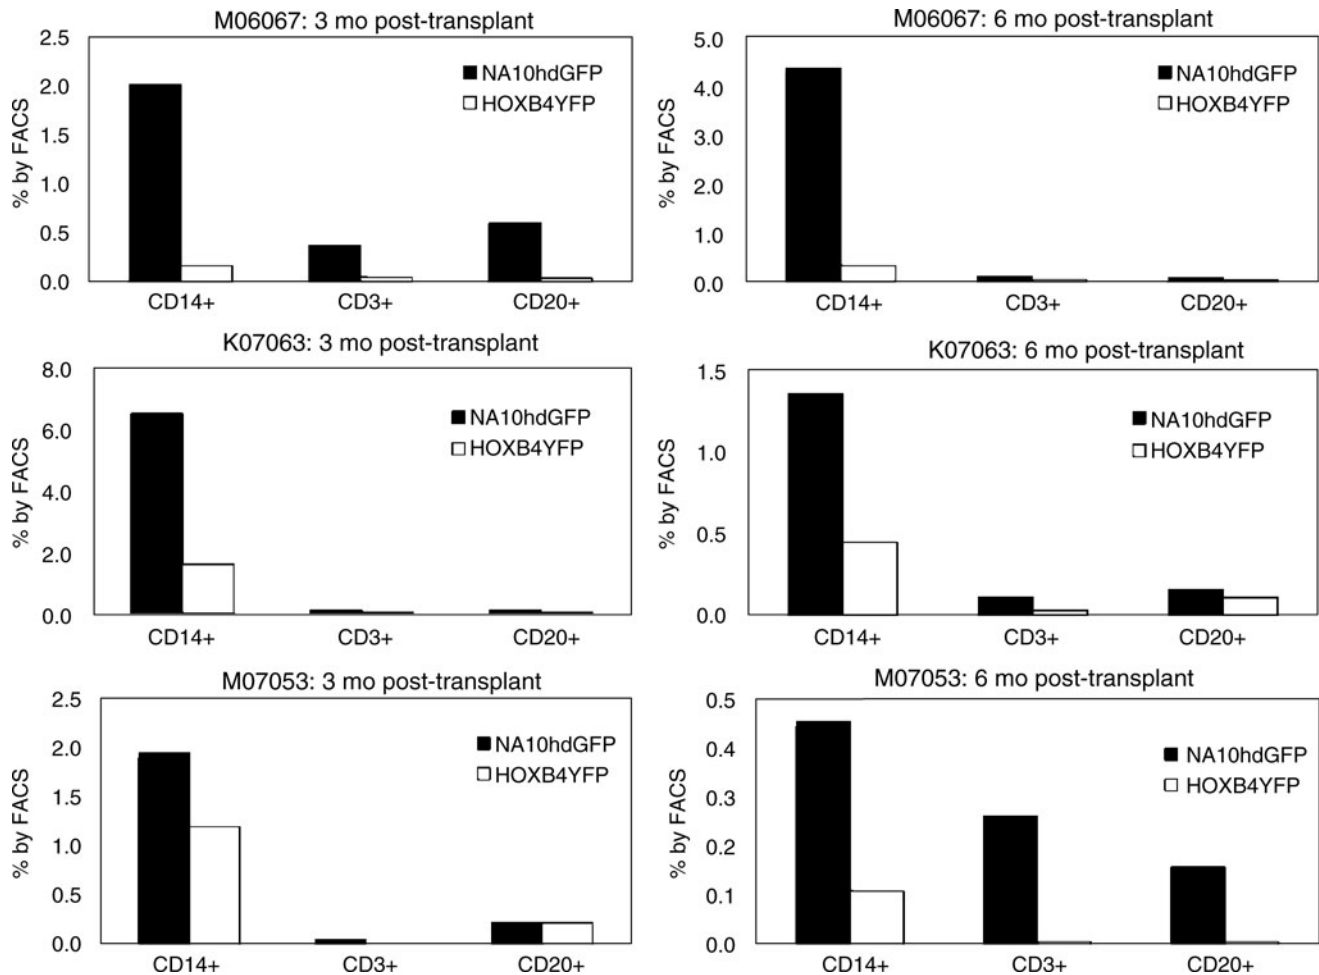 M06067: 3 mo post-transplant
2.5
2.0
1.5
1.0
0.5
0.0
% by FACS
NA10hdGFP
HOXB4YFP
CD14+ CD3+ CD20+
M06067: 6 mo post-transplant
5.0
4.0
3.0
2.0
1.0
0.0
% by FACS
NA10hdGFP
HOXB4YFP
CD14+ CD3+ CD20+
K07063: 3 mo post-transplant
8.0
6.0
4.0
2.0
0.0
% by FACS
NA10hdGFP
HOXB4YFP
CD14+ CD3+ CD20+
K07063: 6 mo post-transplant
1.5
1.0
0.5
0.0
% by FACS
NA10hdGFP
HOXB4YFP
CD14+ CD3+ CD20+
M07053: 3 mo post-transplant
2.5
2.0
1.5
1.0
0.5
0.0
% by FACS
NA10hdGFP
HOXB4YFP
CD14+ CD3+ CD20+
M07053: 6 mo post-transplant
0.5
0.4
0.3
0.2
0.1
0.0
% by FACS
NA10hdGFP
HOXB4YFP
CD14+ CD3+ CD20+